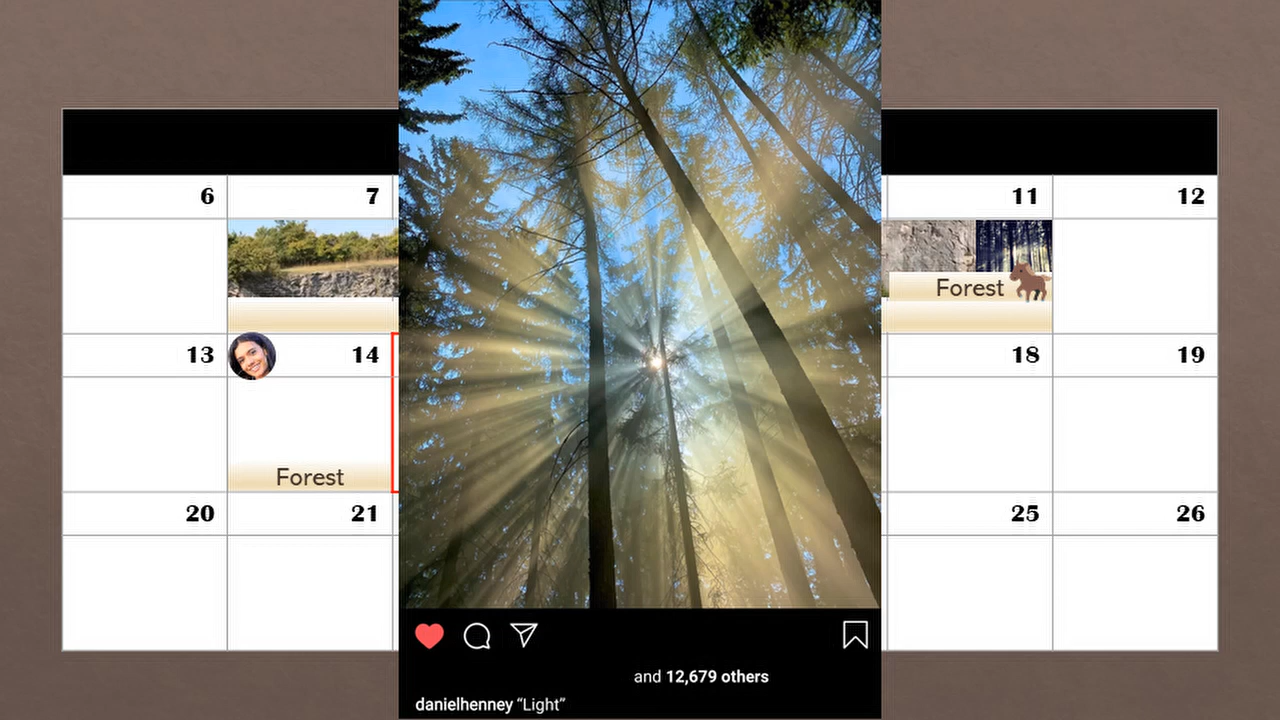 6 7 11 12
Forest
13 14 18 19
Forest
20 21 25 26
and 12,679 others
danielhenney “Light”